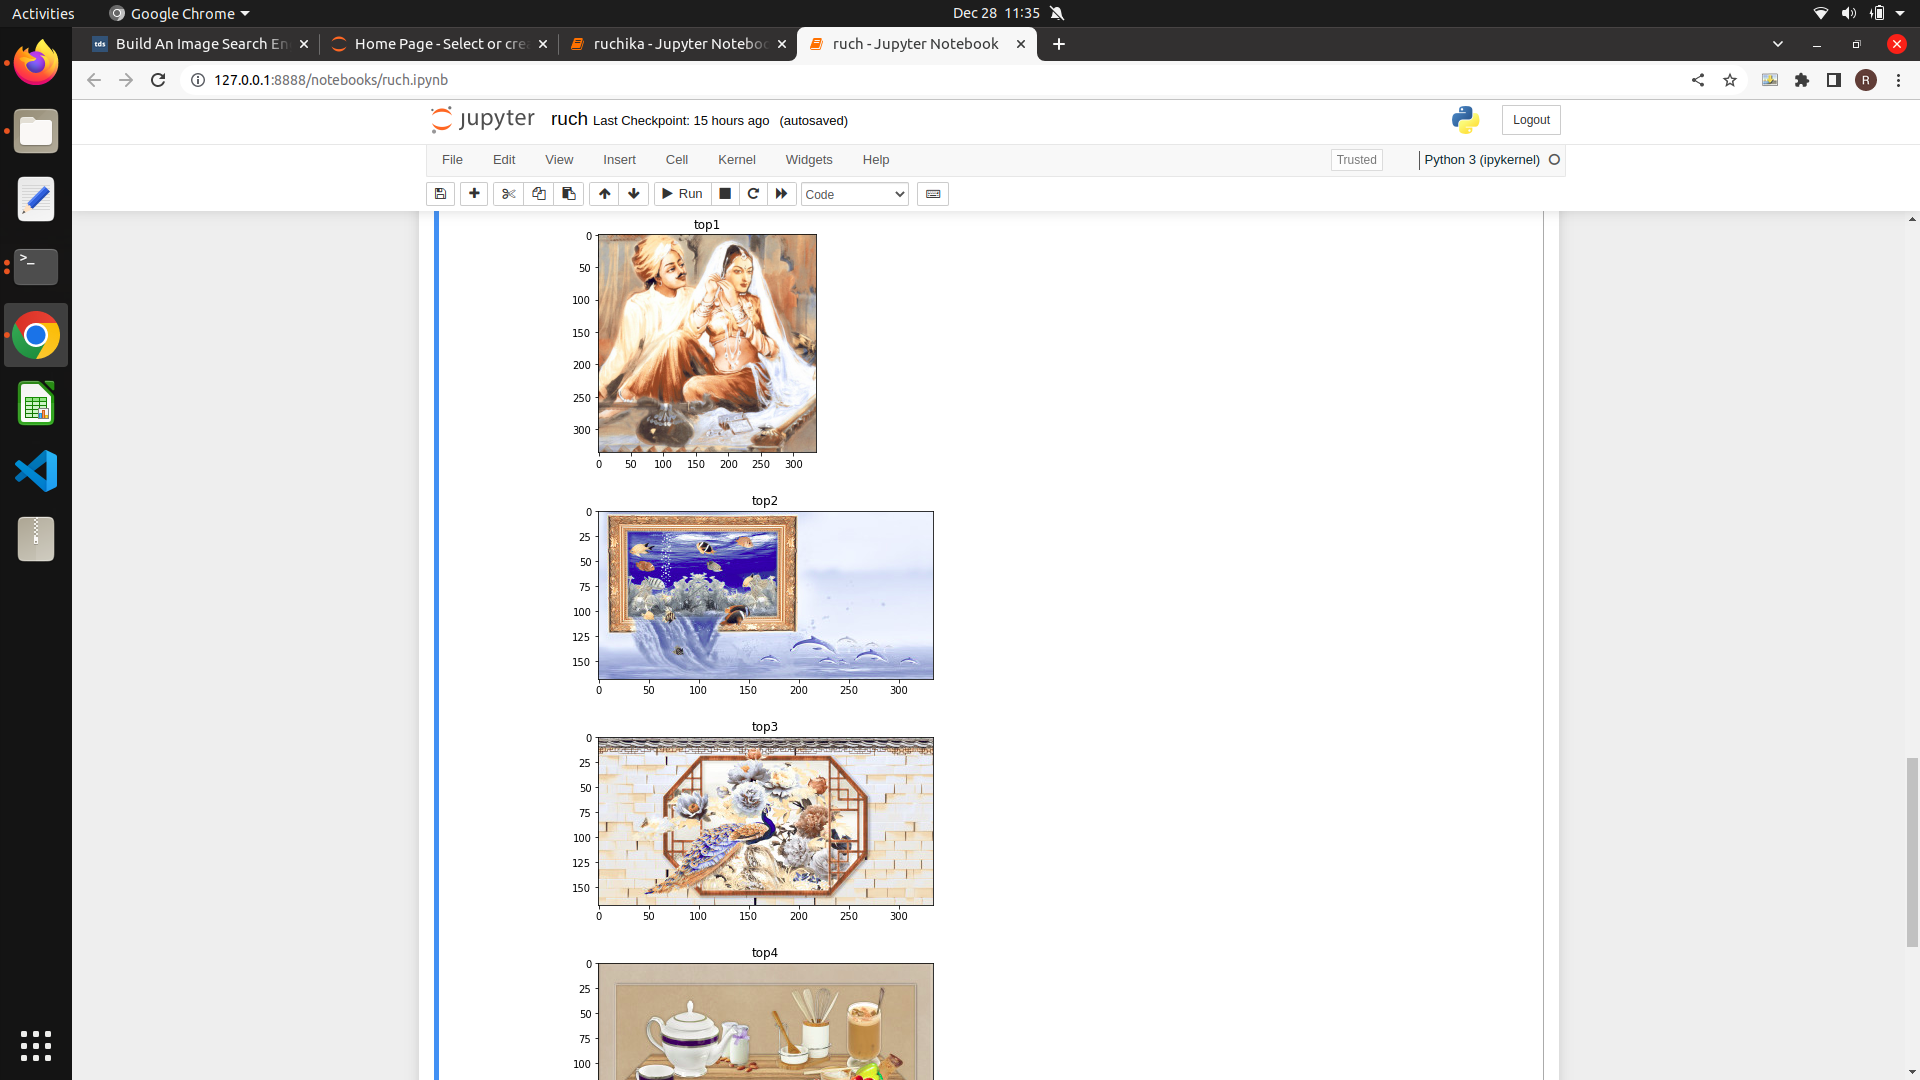 Activities Google Chrome Dec 28 11:35
tds Build An Image Search En Home Page - Select or cre ruchika - Jupyter Noteboo ruch - Jupyter Notebook
127.0.0.1:8888/notebooks/ruch.ipynb R
jupyter ruch Last Checkpoint: 15 hours ago (autosaved) Logout
File Edit View Insert Cell Kernel Widgets Help Trusted Python 3 (ipykernel)
Run Code
top1
0
50
100
150
200
250
300
0 50 100 150 200 250 300
top2
0
25
50
75
100
125
150
0 50 100 150 200 250 300
top3
0
25
50
75
100
125
150
0 50 100 150 200 250 300
top4
0
25
50
75
100